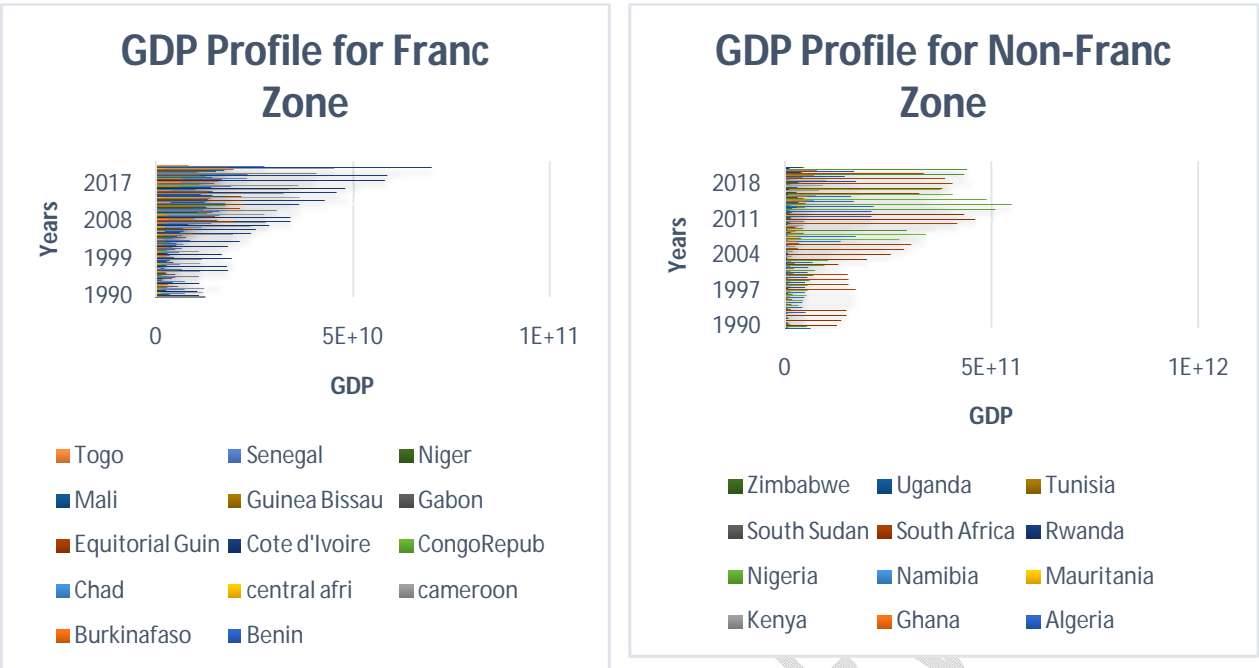 GDP Profile for Franc
Zone
2017
2008
1999
1990
Years
0 5E+10 1E+11
GDP
Togo Senegal Niger
Mali Guinea Bissau Gabon
Equitorial Guin Cote d'Ivoire CongoRepub
Chad central afri cameroon
Burkinafaso Benin
GDP Profile for Non-Franc
Zone
2018
2011
2004
1997
1990
Years
0 5E+11 1E+12
GDP
Zimbabwe Uganda Tunisia
South Sudan South Africa Rwanda
Nigeria Namibia Mauritania
Kenya Ghana Algeria